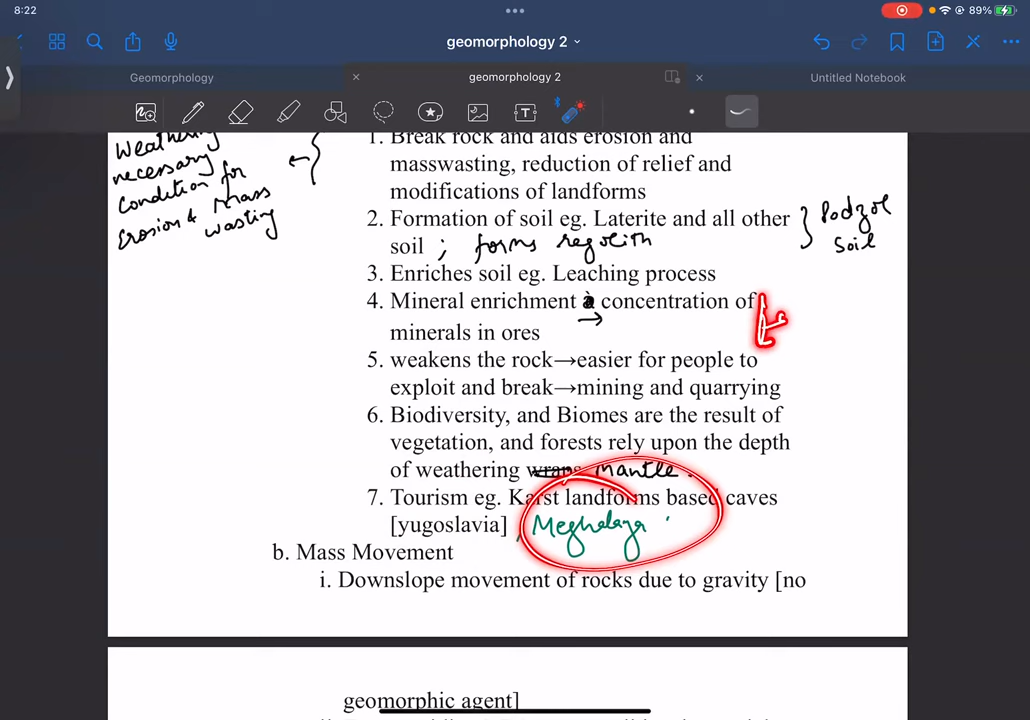 8:22
89%
geomorphology 2
Geomorphology
geomorphology 2
Untitled Notebook
Weathering
necessary
condition for
Erosion & Mass
wasting
1. Break rock and aids erosion and
masswasting, reduction of relief and
modifications of landforms
2. Formation of soil eg. Laterite and all other
soil ; forms regolith
Podzol
Soil
3. Enriches soil eg. Leaching process
4. Mineral enrichment à concentration of
minerals in ores
Fe
5. weakens the rock→easier for people to
exploit and break→mining and quarrying
6. Biodiversity, and Biomes are the result of
vegetation, and forests rely upon the depth
of weathering wraps mantle.
7. Tourism eg. Karst landforms based caves
[yugoslavia] , Meghalaya
b. Mass Movement
i. Downslope movement of rocks due to gravity [no
geomorphic agent]